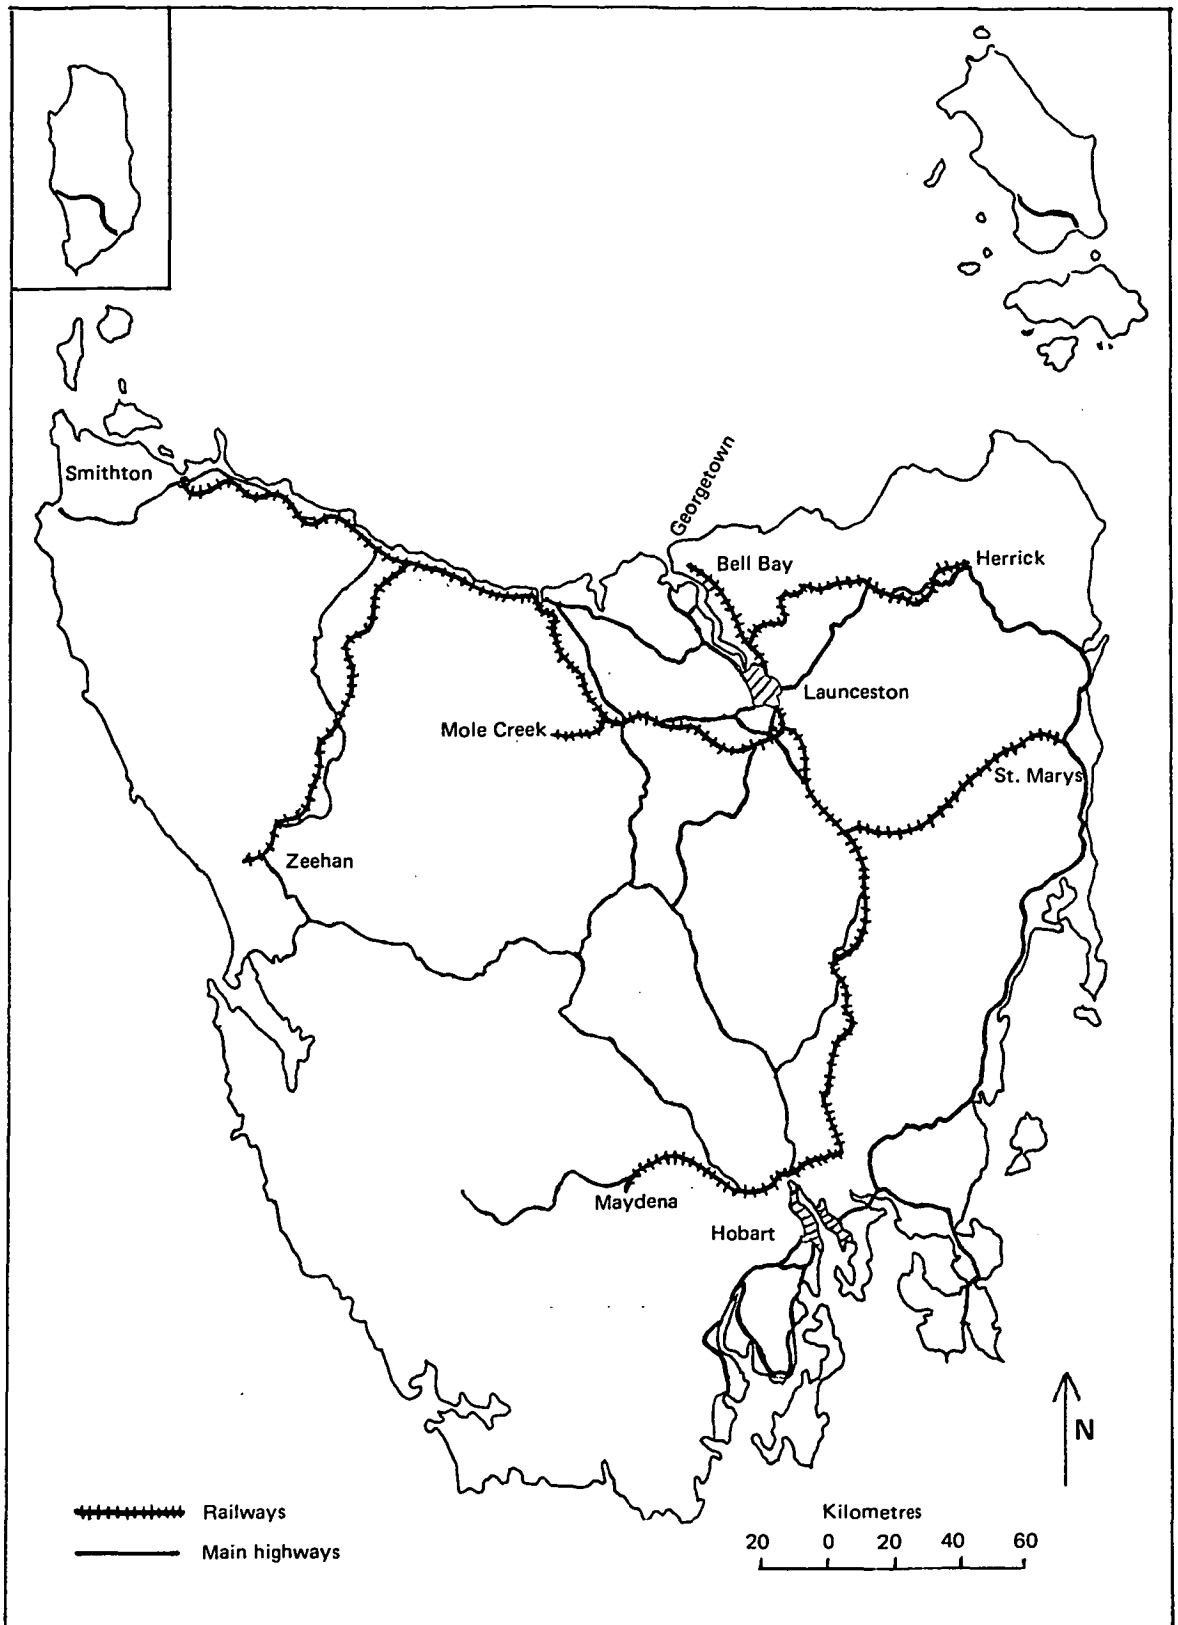 Georgetown
Smithton
Bell Bay
Herrick
Launceston
Mole Creek
St. Marys
Zeehan
Maydena
Hobart
N
Railways
Main highways
Kilometres
20 0 20 40 60